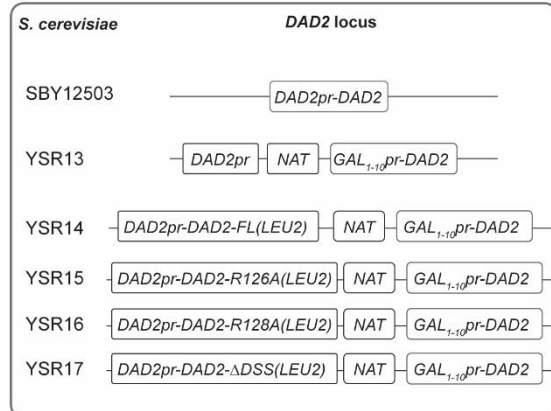 S. cerevisiae DAD2 locus
SBY12503 DAD2pr-DAD2
YSR13 DAD2pr NAT GAL1-10pr-DAD2
YSR14 DAD2pr-DAD2-FL(LEU2) NAT GAL1-10pr-DAD2
YSR15 DAD2pr-DAD2-R126A(LEU2) NAT GAL1-10pr-DAD2
YSR16 DAD2pr-DAD2-R128A(LEU2) NAT GAL1-10pr-DAD2
YSR17 DAD2pr-DAD2-ΔDSS(LEU2) NAT GAL1-10pr-DAD2